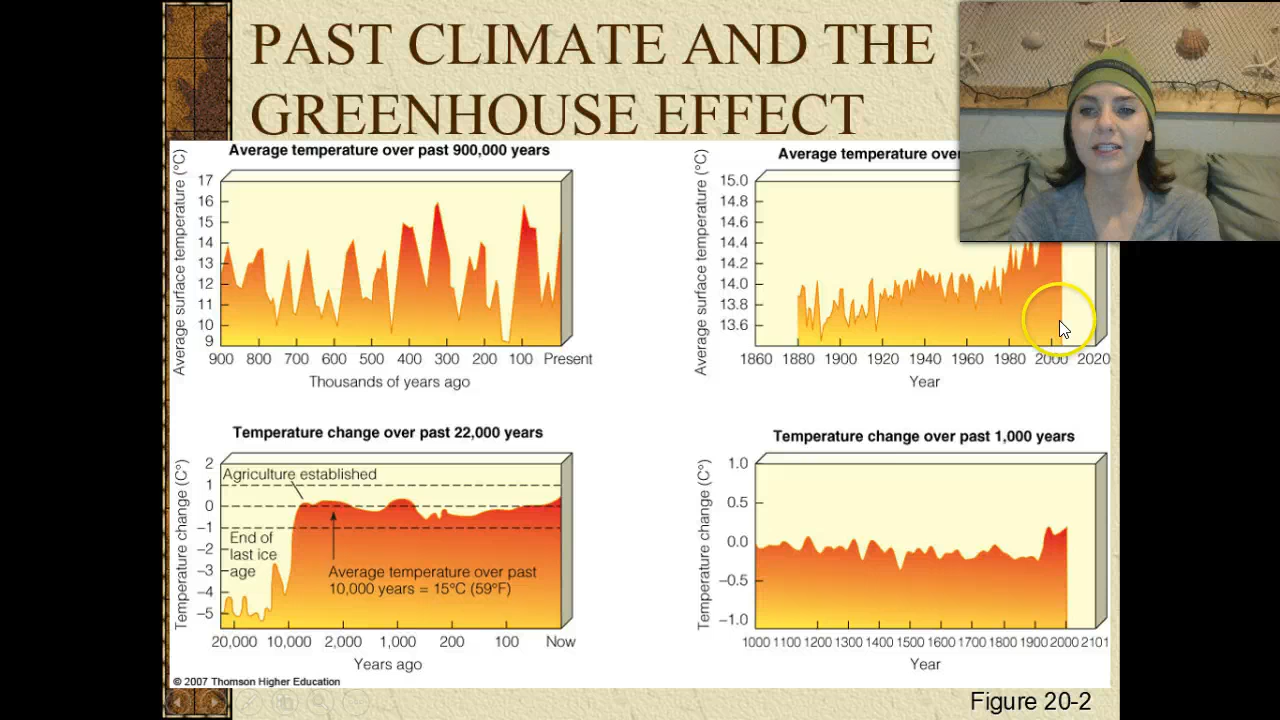 PAST CLIMATE AND THE
GREENHOUSE EFFECT
Average temperature over past 900,000 years
Average surface temperature (°C)
17
16
15
14
13
12
11
10
9
900 800 700 600 500 400 300 200 100 Present
Thousands of years ago
Average temperature over
Average surface temperature (°C)
15.0
14.8
14.6
14.4
14.2
14.0
13.8
13.6
1860 1880 1900 1920 1940 1960 1980 2000 2020
Year
Temperature change over past 22,000 years
Temperature change (C°)
2
1
0
–1
–2
–3
–4
–5
Agriculture established
End of
last ice
age
Average temperature over past
10,000 years = 15°C (59°F)
20,000 10,000 2,000 1,000 200 100 Now
Years ago
Temperature change over past 1,000 years
Temperature change (C°)
1.0
0.5
0.0
–0.5
–1.0
1000 1100 1200 1300 1400 1500 1600 1700 1800 1900 2000 2101
Year
© 2007 Thomson Higher Education
Figure 20-2